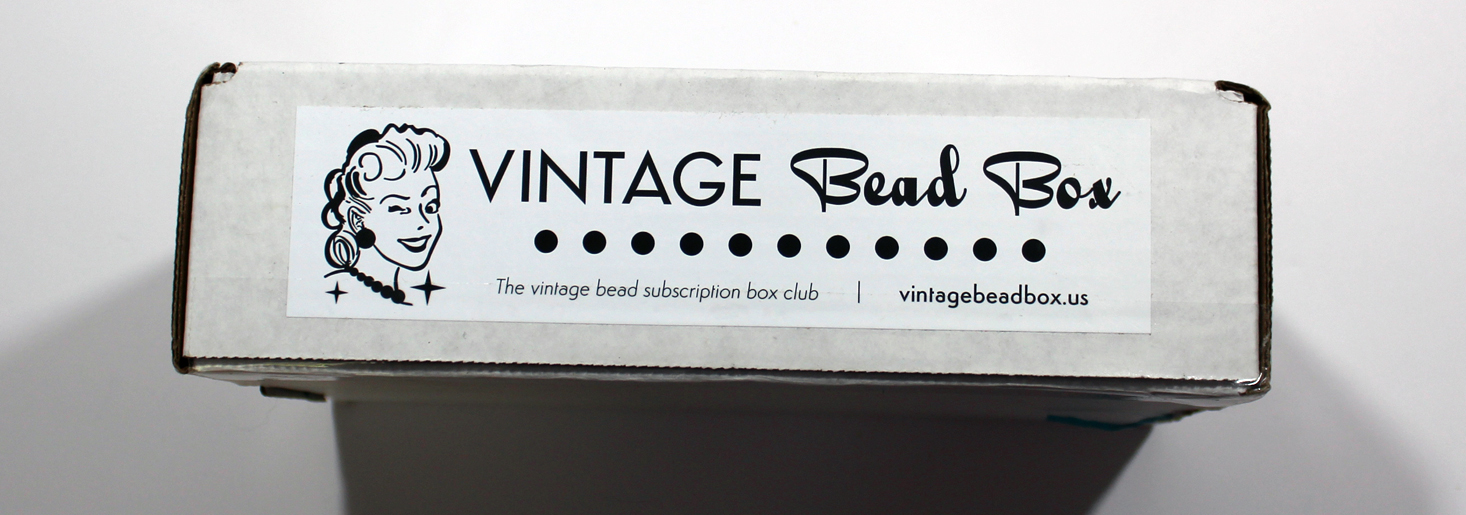 VINTAGE Bead Box
The vintage bead subscription box club | vintagebeadbox.us